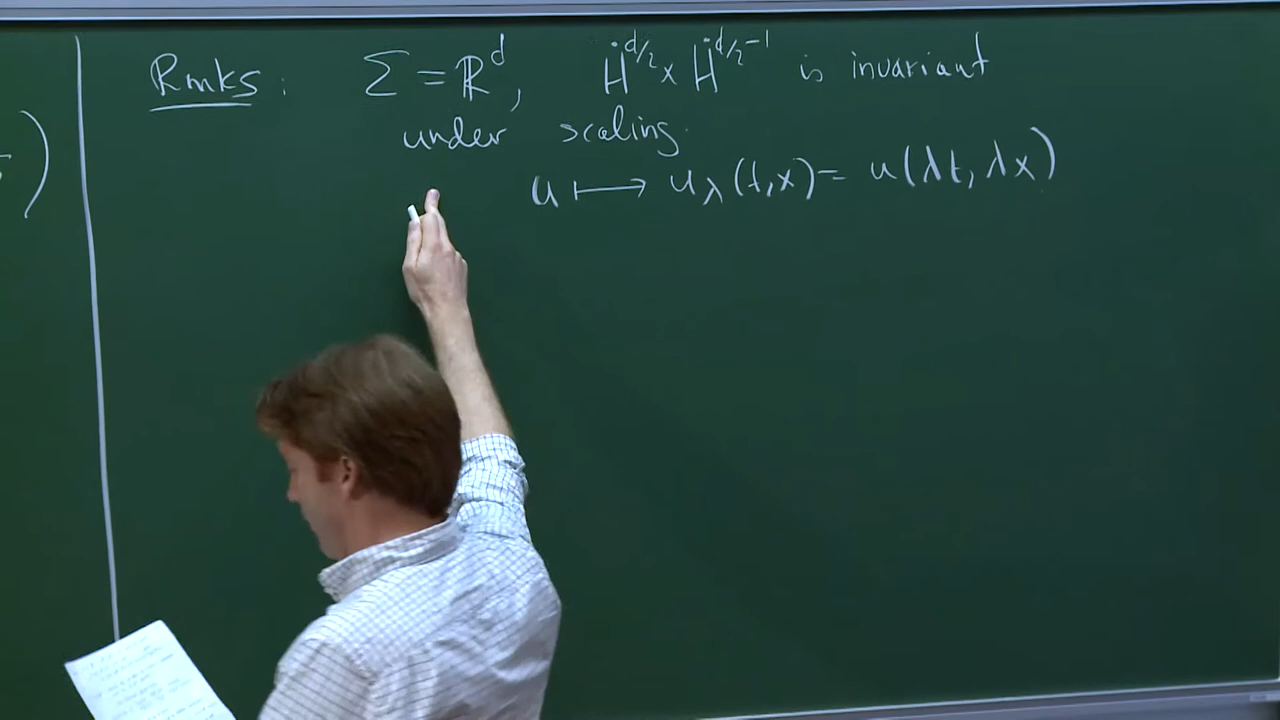 Rmks : Σ = ℝ^d, Ḣ^{d/2} × Ḣ^{d/2-1} is invariant
under scaling.
u ⟼ u_λ(t,x) = u(λt, λx)